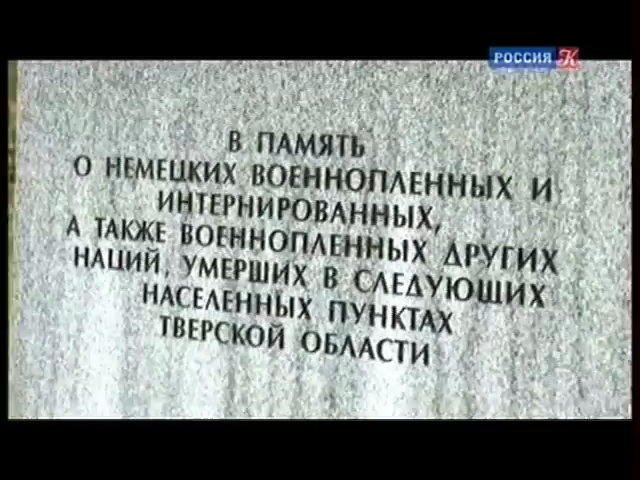 РОССИЯ К
В ПАМЯТЬ
О НЕМЕЦКИХ ВОЕННОПЛЕННЫХ И
ИНТЕРНИРОВАННЫХ,
А ТАКЖЕ ВОЕННОПЛЕННЫХ ДРУГИХ
НАЦИЙ, УМЕРШИХ В СЛЕДУЮЩИХ
НАСЕЛЕННЫХ ПУНКТАХ
ТВЕРСКОЙ ОБЛАСТИ